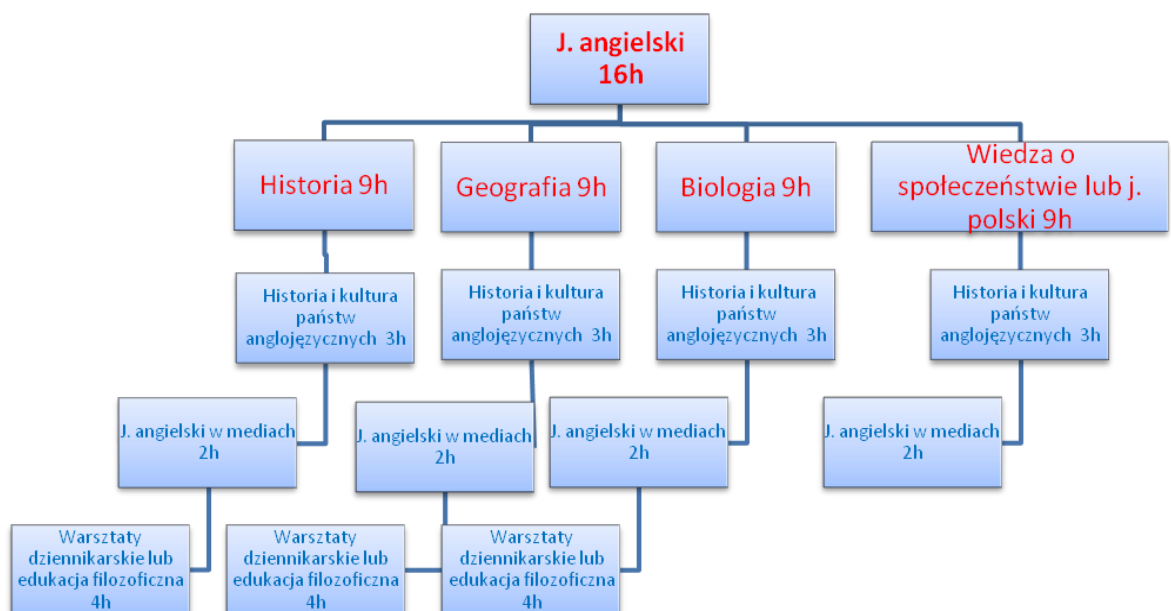 J. angielski
16h
Historia 9h
Geografia 9h
Biologia 9h
Wiedza o
społeczeństwie lub j.
polski 9h
Historia i kultura
państw
anglojęzycznych 3h
Historia i kultura
państw
anglojęzycznych 3h
Historia i kultura
państw
anglojęzycznych 3h
Historia i kultura
państw
anglojęzycznych 3h
J. angielski w mediach
2h
J. angielski w mediach
2h
J. angielski w mediach
2h
J. angielski w mediach
2h
Warsztaty
dziennikarskie lub
edukacja filozoficzna
4h
Warsztaty
dziennikarskie lub
edukacja filozoficzna
4h
Warsztaty
dziennikarskie lub
edukacja filozoficzna
4h